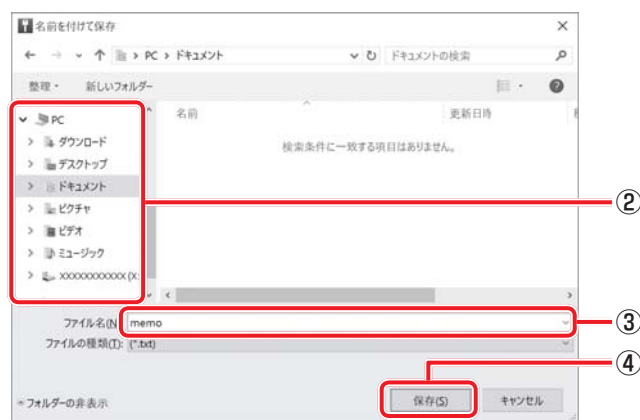 名前を付けて保存
PC > ドキュメント
ドキュメントの検索
整理
新しいフォルダー
名前
更新日時
PC
ダウンロード
デスクトップ
ドキュメント
ピクチャ
ビデオ
ミュージック
XXXXXXXXXXXX (X:
検索条件に一致する項目はありません。
②
ファイル名(N
memo
③
ファイルの種類(T):
(*.txt)
④
フォルダーの非表示
保存(S)
キャンセル